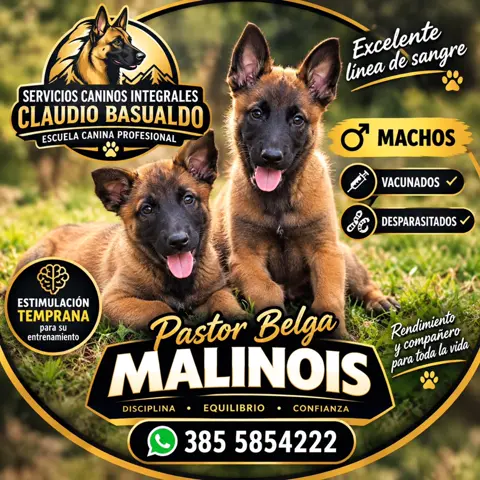 SERVICIOS CANINOS INTEGRALES
CLAUDIO BASUALDO
ESCUELA CANINA PROFESIONAL
Excelente
línea de sangre
MACHOS
VACUNADOS
DESPARASITADOS
ESTIMULACIÓN
TEMPRANA
para su
entrenamiento
Rendimiento
y compañero
para toda la vida
Pastor Belga
MALINOIS
DISCIPLINA • EQUILIBRIO • CONFIANZA
385 5854222